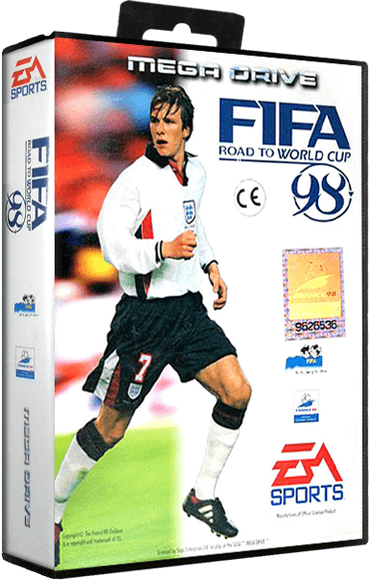 MEGA DRIVE
EA
SPORTS
FIFA
ROAD TO WORLD CUP
98
FIFA
ROAD TO WORLD CUP
98
CE
FRANCE 98
9626536
7
EA
SPORTS
MEGA DRIVE